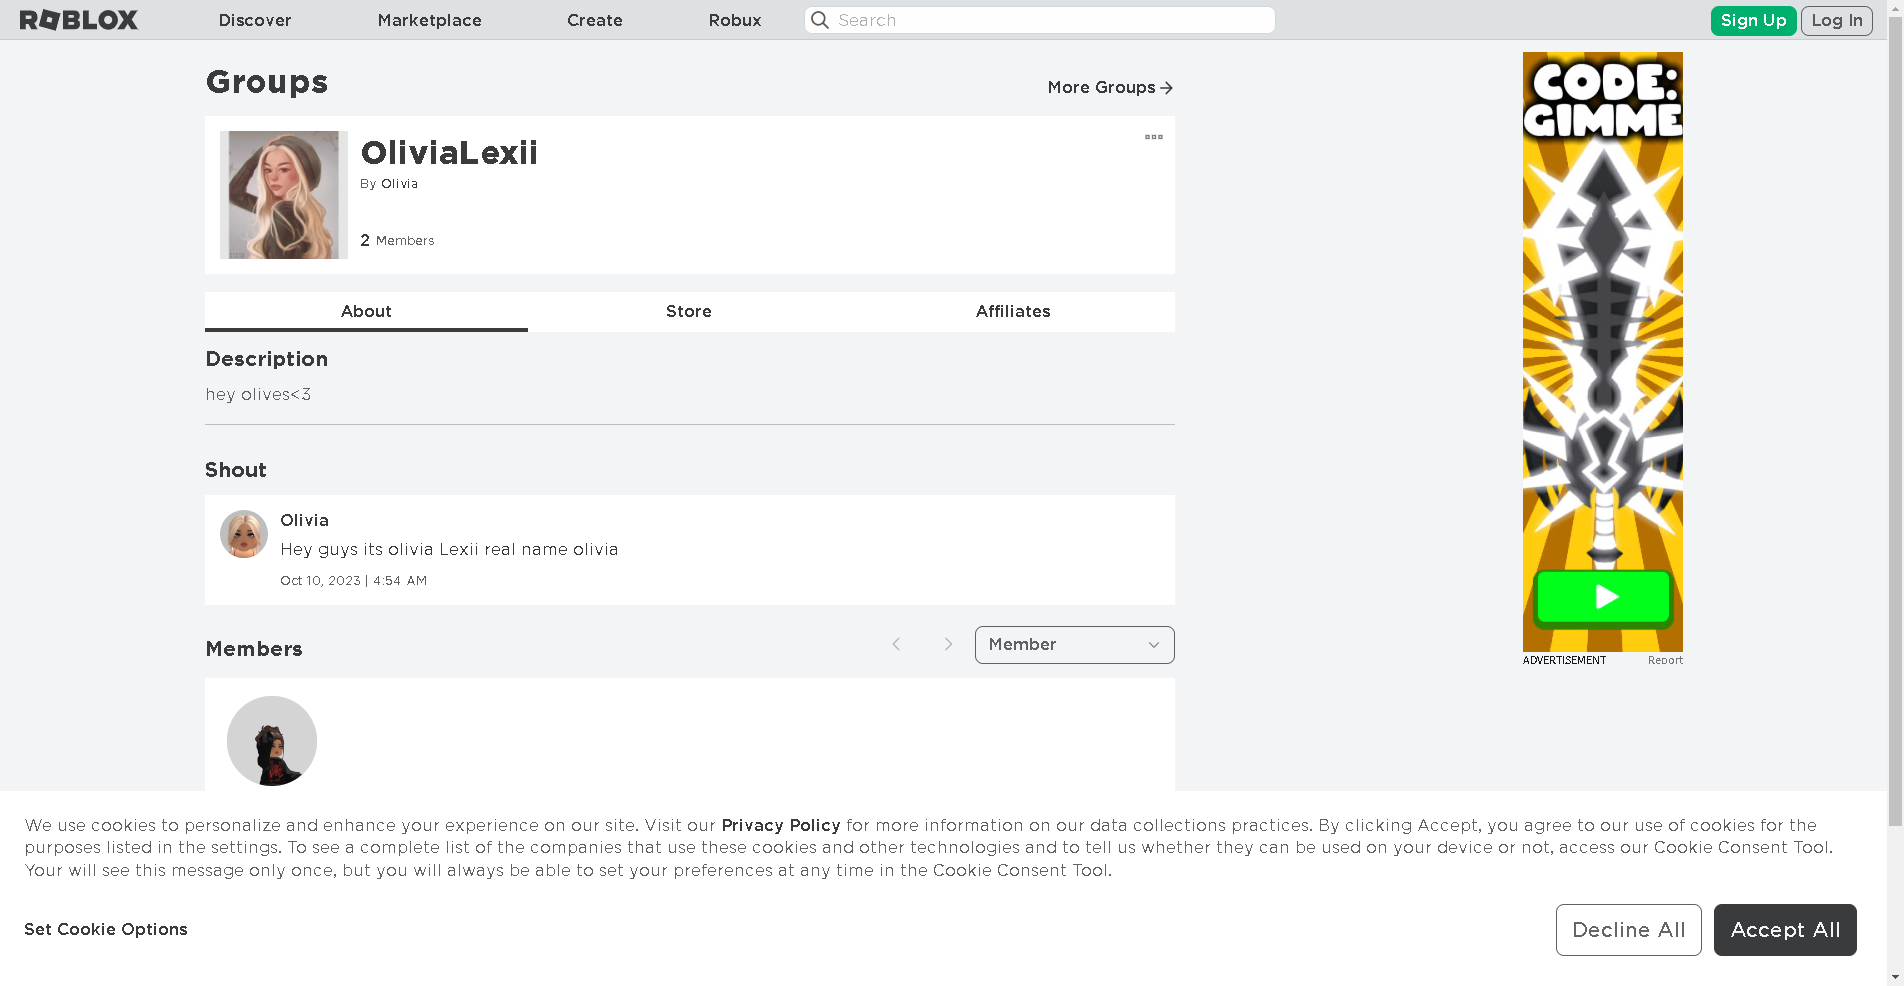 ROBLOX
Discover
Marketplace
Create
Robux
Search
Sign Up
Log In
Groups
More Groups
OliviaLexii
By Olivia
2 Members
About
Store
Affiliates
Description
hey olives<3
Shout
Olivia
Hey guys its olivia Lexii real name olivia
Oct 10, 2023 | 4:54 AM
Members
Member
CODE:
GIMME
ADVERTISEMENT
Report
We use cookies to personalize and enhance your experience on our site. Visit our Privacy Policy for more information on our data collections practices. By clicking Accept, you agree to our use of cookies for the
purposes listed in the settings. To see a complete list of the companies that use these cookies and other technologies and to tell us whether they can be used on your device or not, access our Cookie Consent Tool.
Your will see this message only once, but you will always be able to set your preferences at any time in the Cookie Consent Tool.
Set Cookie Options
Decline All
Accept All